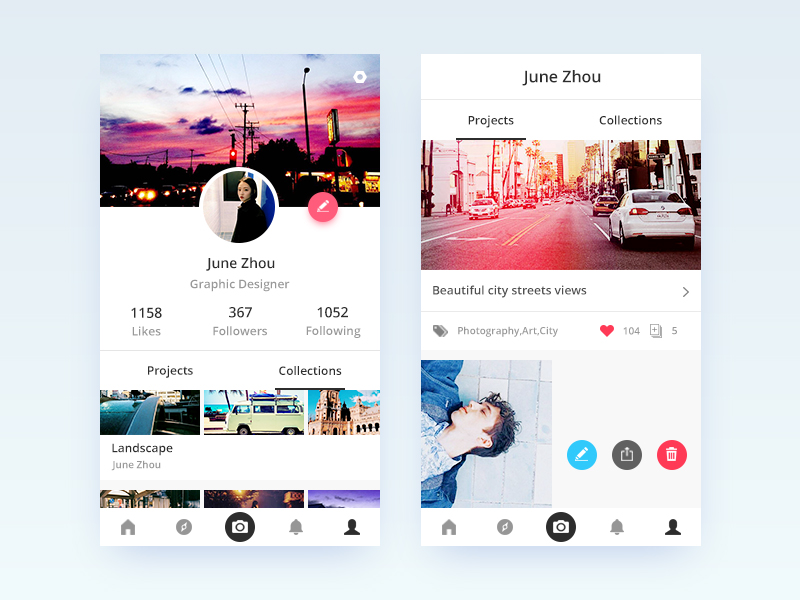 June Zhou
Graphic Designer
1158 367 1052
Likes Followers Following
Projects Collections
Landscape
June Zhou
June Zhou
Projects Collections
Beautiful city streets views
Photography,Art,City 104 5